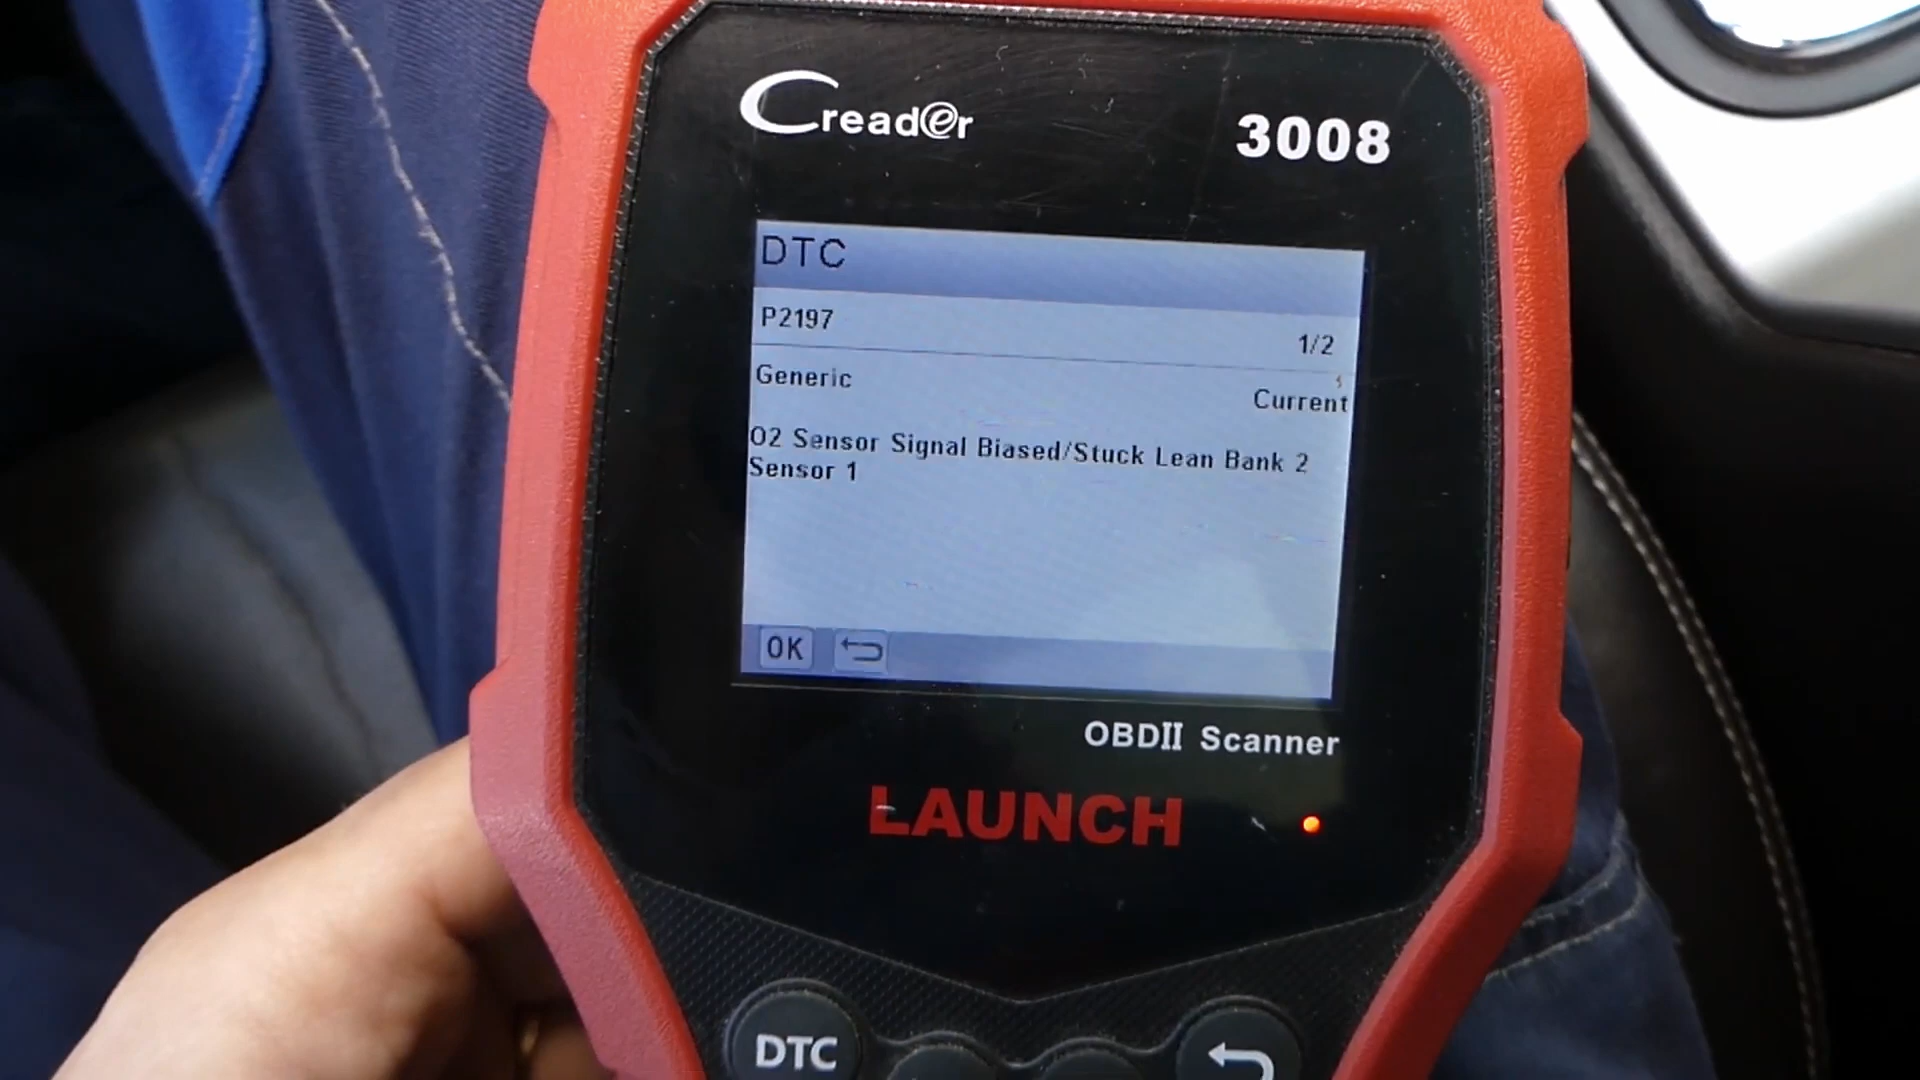 Creader
3008
DTC
P2197
1/2
Generic
Current
O2 Sensor Signal Biased/Stuck Lean Bank 2
Sensor 1
OK
OBDII Scanner
LAUNCH
DTC